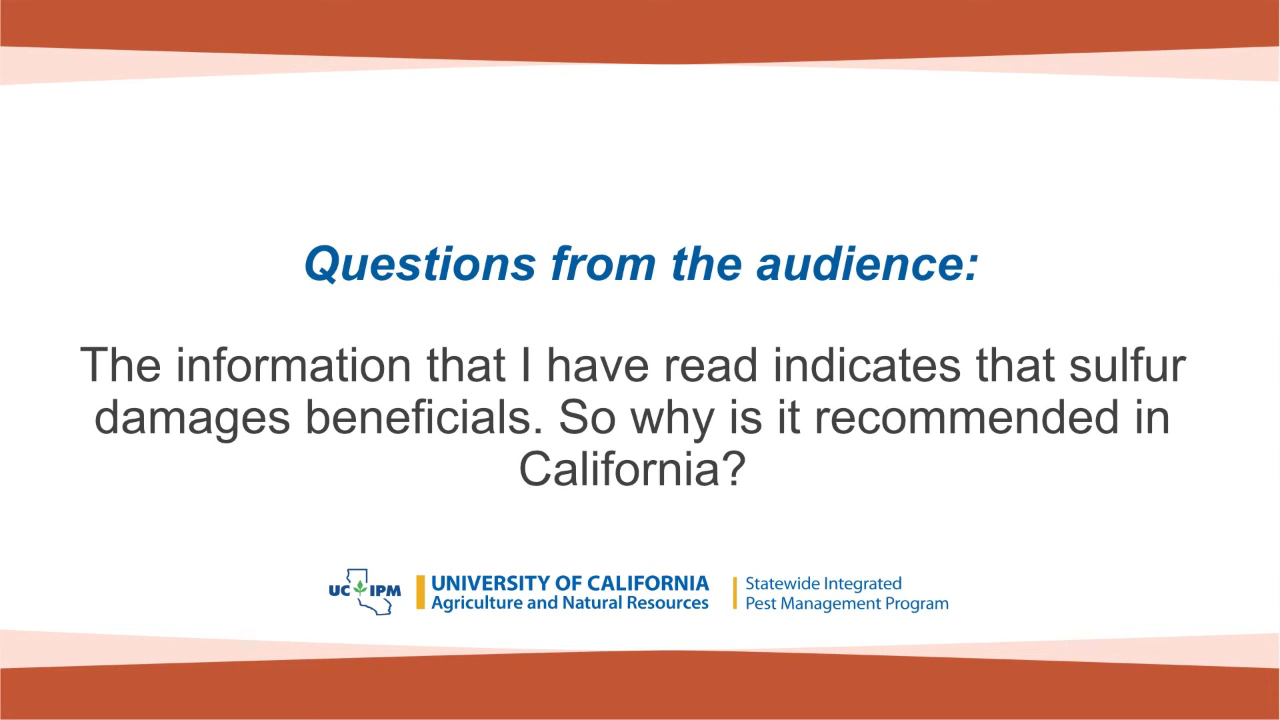 Questions from the audience:
The information that I have read indicates that sulfur
damages beneficials. So why is it recommended in
California?
UC IPM
UNIVERSITY OF CALIFORNIA
Agriculture and Natural Resources
Statewide Integrated
Pest Management Program